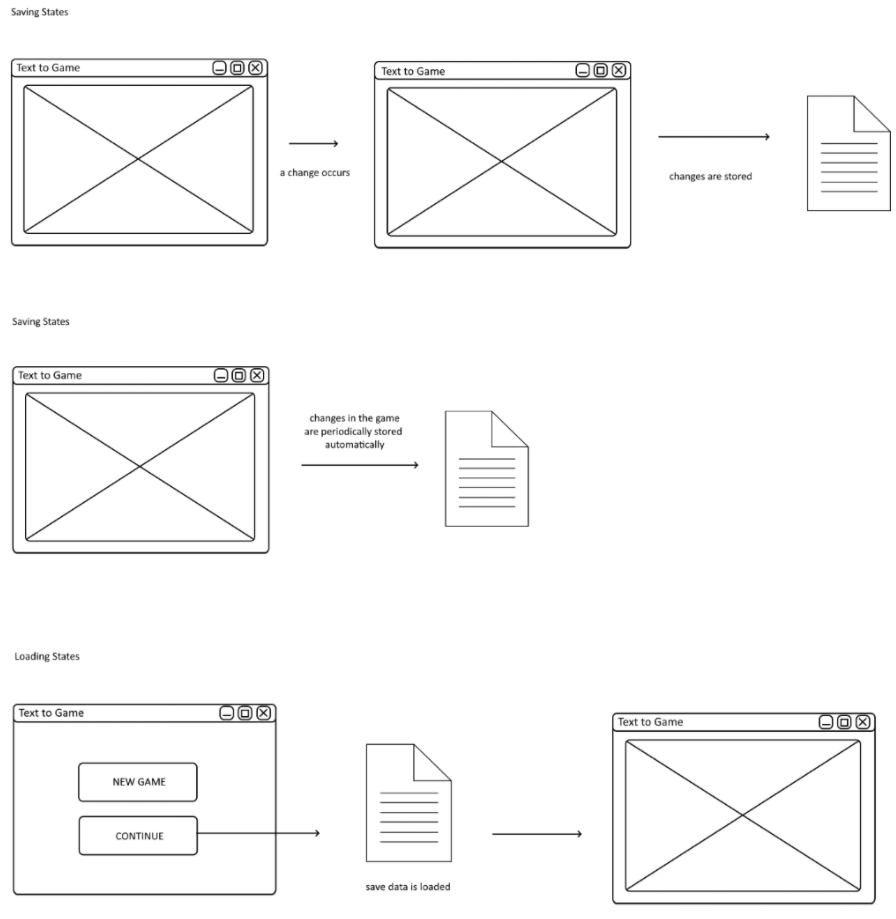 Saving States
Text to Game
Text to Game
a change occurs
changes are stored
Saving States
Text to Game
changes in the game
are periodically stored
automatically
Loading States
Text to Game
Text to Game
NEW GAME
CONTINUE
save data is loaded